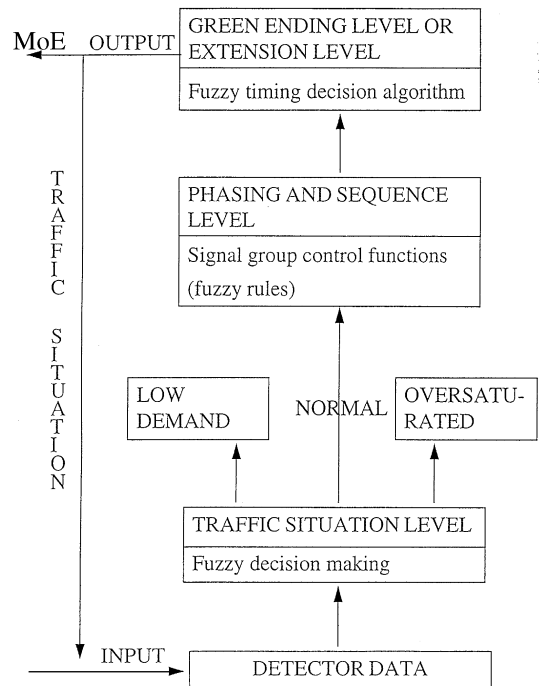 MoE OUTPUT
GREEN ENDING LEVEL OR
EXTENSION LEVEL
Fuzzy timing decision algorithm
TRAFFIC SITUATION
PHASING AND SEQUENCE
LEVEL
Signal group control functions
(fuzzy rules)
LOW
DEMAND
NORMAL
OVERSATU-
RATED
TRAFFIC SITUATION LEVEL
Fuzzy decision making
INPUT
DETECTOR DATA